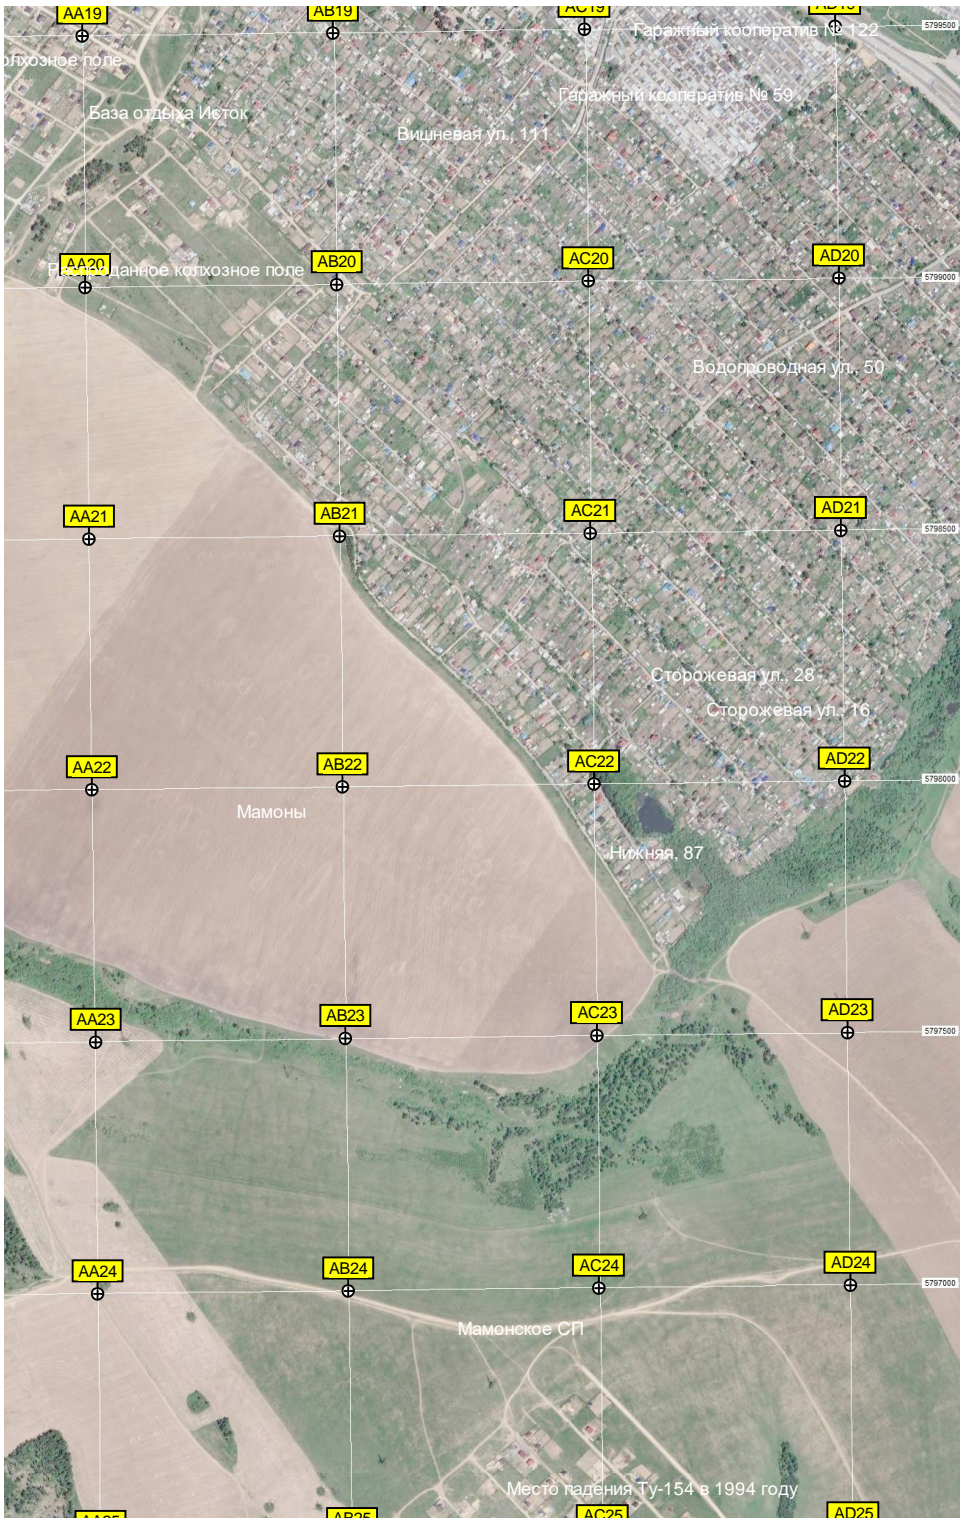 AA19
AB19
AC19
AD19
5799500
Гаражный кооператив № 122
олхозное поле
Гаражный кооператив № 59
База отдыха Исток
Вишневая ул., 111
AA20
AB20
AC20
AD20
Распроданное колхозное поле
5799000
Водопроводная ул., 50
AA21
AB21
AC21
AD21
5798500
Сторожевая ул., 28
Сторожевая ул., 16
AA22
AB22
AC22
AD22
5798000
Мамоны
Нижняя, 87
AA23
AB23
AC23
AD23
5797500
AA24
AB24
AC24
AD24
5797000
Мамонское СП
Место падения Ту-154 в 1994 году
AA25
AB25
AC25
AD25